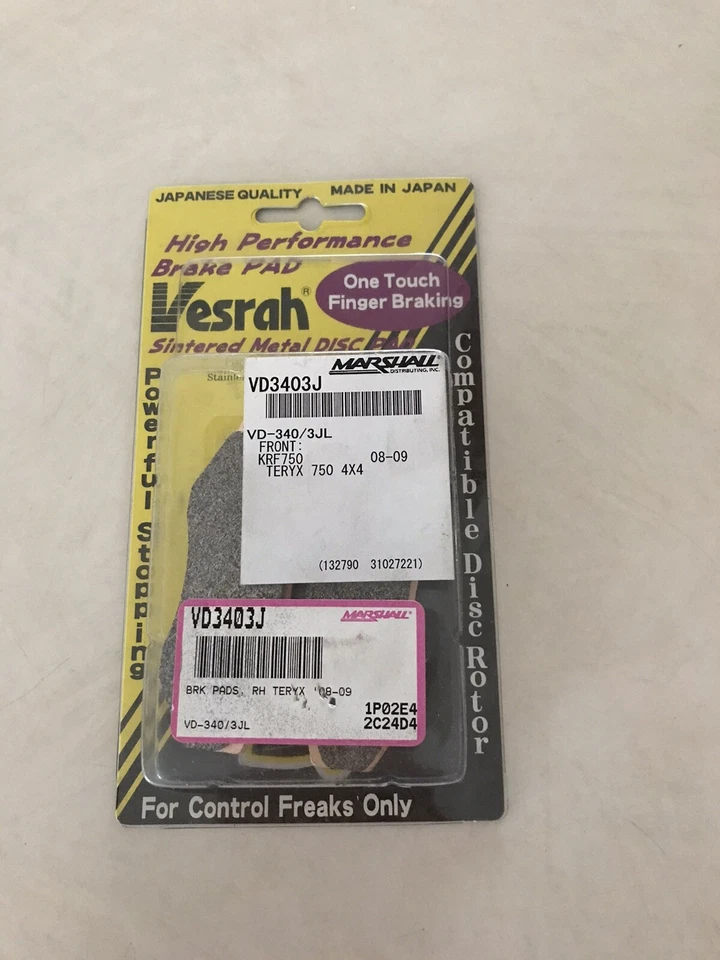 JAPANESE QUALITY MADE IN JAPAN
High Performance
Brake PAD
One Touch
Finger Braking
Vesrah®
Sintered Metal DISC PAD
Stainle
Powerful Stopping
Compatible Disc Rotor
MARSHALL
DISTRIBUTING, INC.
VD3403J
VD-340/3JL
FRONT:
KRF750 08-09
TERYX 750 4X4
(132790 31027221)
VD3403J MARSHALL
BRK PADS, RH TERYX '08-09
1P02E4
VD-340/3JL 2C24D4
For Control Freaks Only